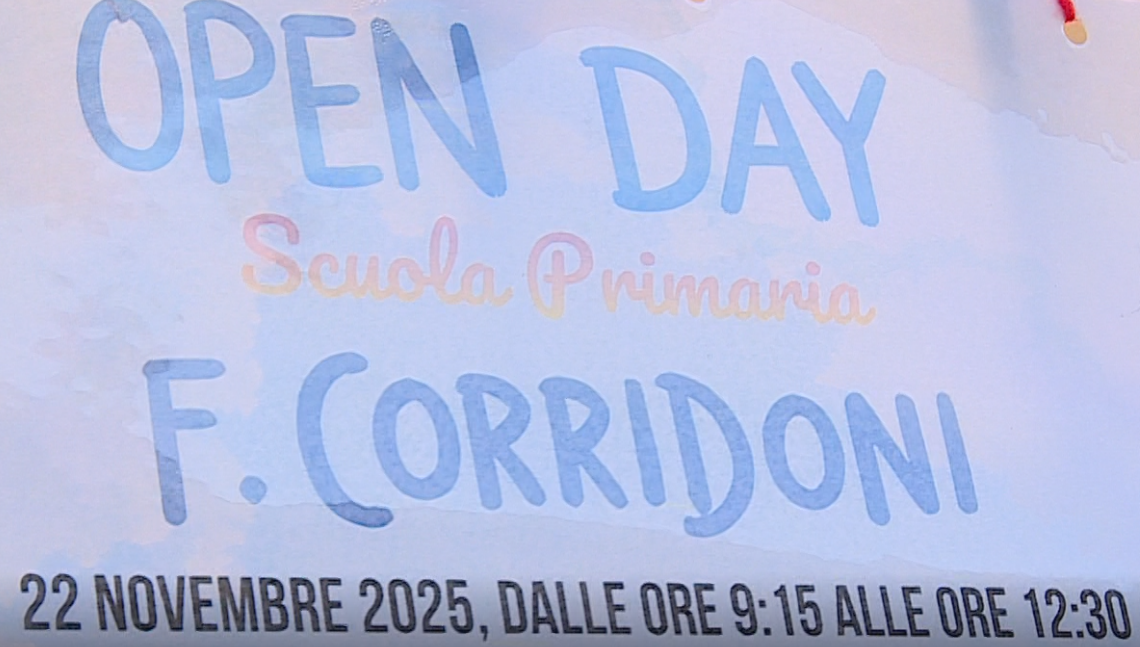 OPEN DAY
Scuola Primaria
F. CORRIDONI
22 NOVEMBRE 2025, DALLE ORE 9:15 ALLE ORE 12:30